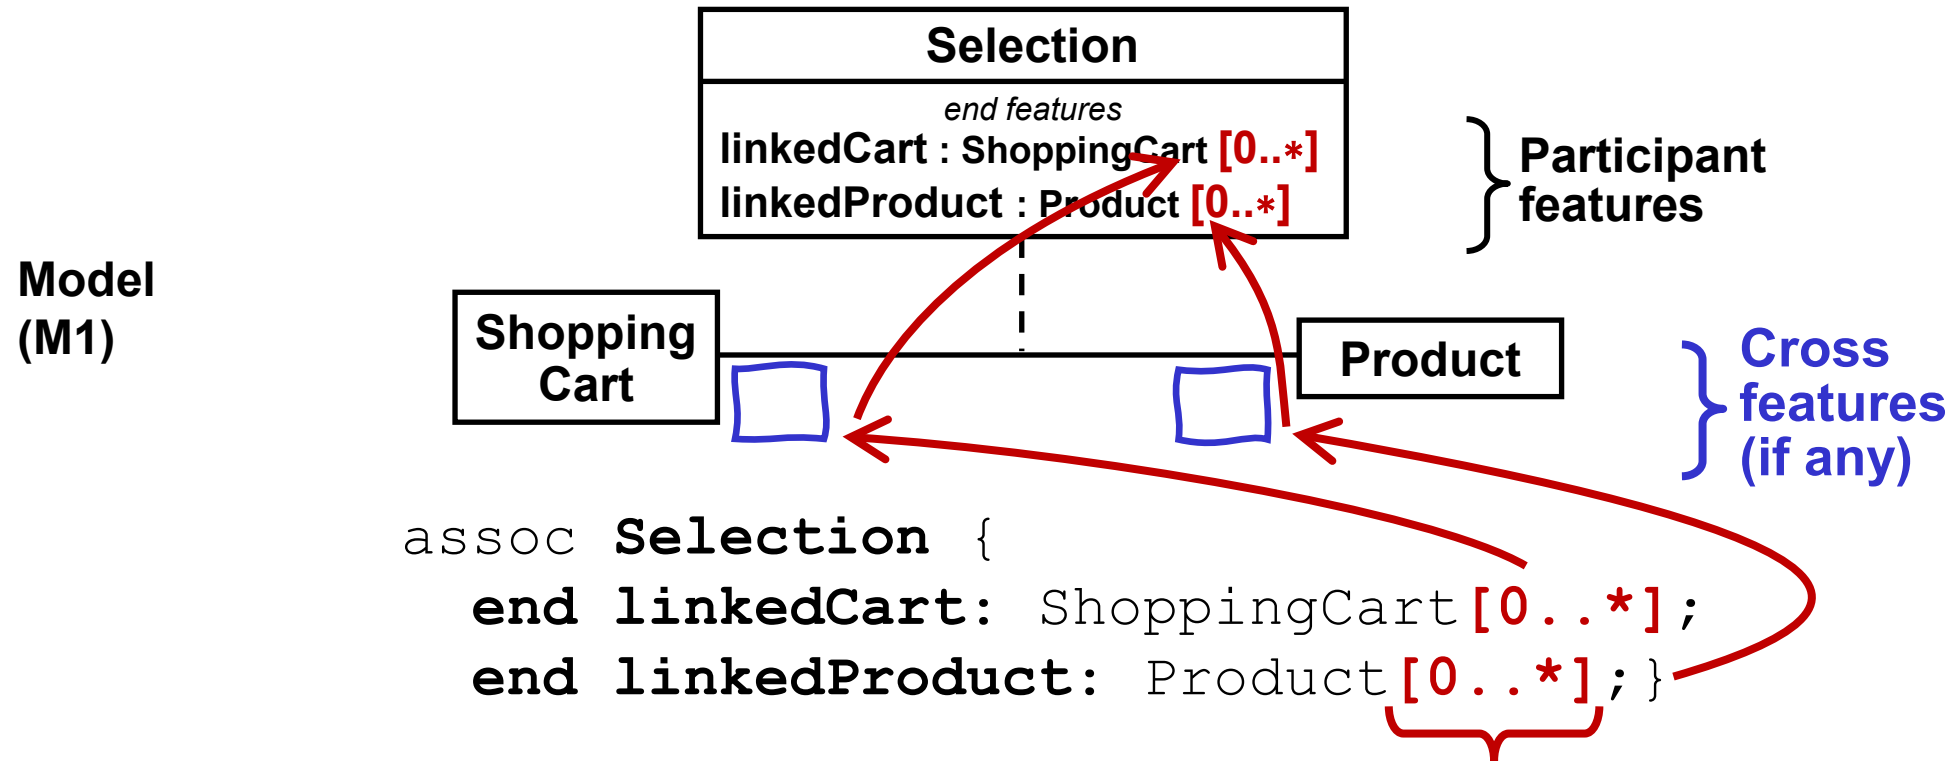 Selection
end features
linkedCart : ShoppingCart [0..*]
linkedProduct : Product [0..*]
Participant
features
Model
(M1)
Shopping
Cart
Product
Cross
features
(if any)
assoc Selection {
end linkedCart: ShoppingCart[0..*];
end linkedProduct: Product[0..*];}